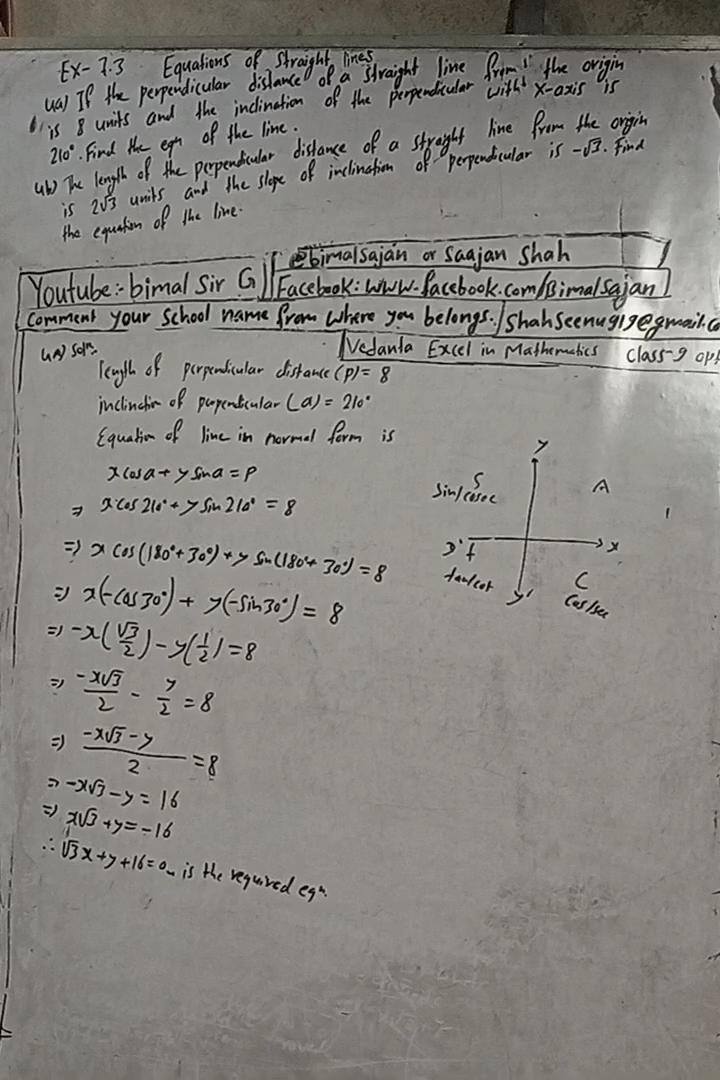 Ex- 7.3 Equations of Straight lines
4a) If the perpendicular distance of a straight line from the origin
is 8 units and the inclination of the perpendicular with X-axis is
210°. Find the eqn of the line.
4b) The length of the perpendicular distance of a straight line from the origin
is 2√3 units and the slope of inclination of perpendicular is -√3. Find
the equation of the line.
@bimalsajan or Saajan Shah
Youtube:- bimal Sir G
Facebook: www.facebook.com/Bimalsajan
Comment your School name from where you belongs.
/Shahseenu919@gmail.co
Vedanta Excel in Mathematics class-9 opt
4a) Soln:
length of perpendicular distance (p) = 8
inclination of perpendicular (a) = 210°
Equation of line in normal form is
x cos a + y sin a = P
⇒ x cos 210° + y sin 210° = 8
⇒ x cos (180° + 30°) + y sin (180° + 30°) = 8
⇒ x(-cos 30°) + y(-sin 30°) = 8
⇒ -x(√3/2) - y(1/2) = 8
⇒ -x√3/2 - y/2 = 8
⇒ -x√3 - y/2 = 8
⇒ -x√3 - y = 16
⇒ x√3 + y = -16
∴ √3x + y + 16 = 0 is the required eqn.
y
S
sin/cosec
A
x'
T
x
tan/cot
y'
C
cos/sec